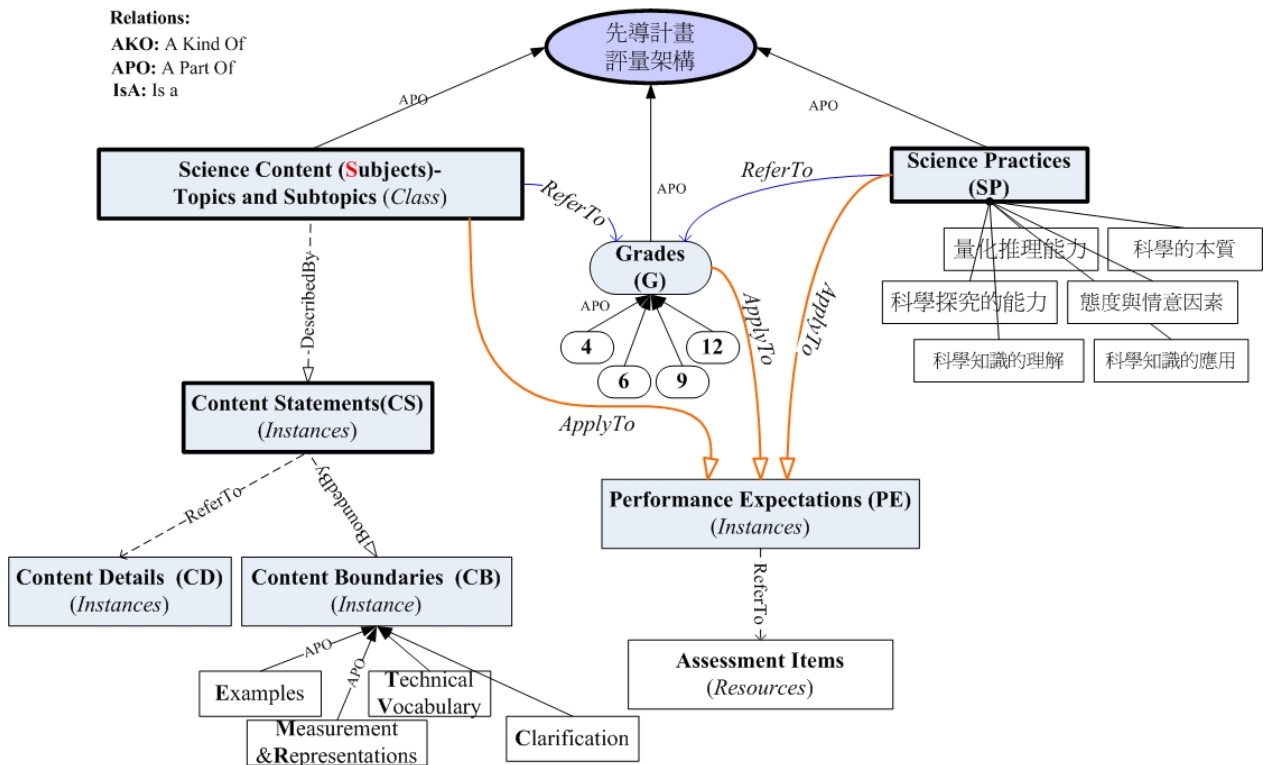 Relations:
AKO: A Kind Of
APO: A Part Of
IsA: Is a
先導計畫
評量架構
APO
APO
APO
Science Content (Subjects)-
Topics and Subtopics (Class)
ReferTo
ReferTo
Science Practices
(SP)
Grades
(G)
APO
4
6
9
12
量化推理能力
科學的本質
科學探究的能力
態度與情意因素
科學知識的理解
科學知識的應用
DescribedBy
ApplyTo
ApplyTo
ApplyTo
Content Statements(CS)
(Instances)
ReferTo
BoundedBy
Performance Expectations (PE)
(Instances)
Content Details (CD)
(Instances)
Content Boundaries (CB)
(Instance)
ReferTo
APO
APO
Examples
Technical
Vocabulary
Measurement
&Representations
Clarification
Assessment Items
(Resources)